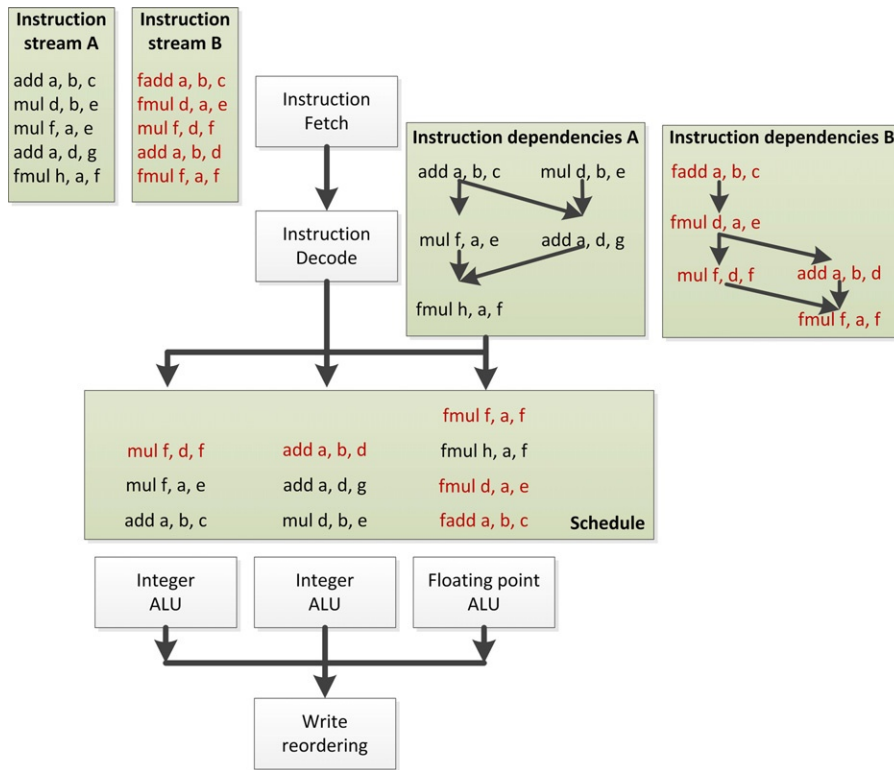 Instruction
stream A
add a, b, c
mul d, b, e
mul f, a, e
add a, d, g
fmul h, a, f
Instruction
stream B
fadd a, b, c
fmul d, a, e
mul f, d, f
add a, b, d
fmul f, a, f
Instruction
Fetch
Instruction
Decode
Instruction dependencies A
add a, b, c
mul d, b, e
mul f, a, e
add a, d, g
fmul h, a, f
Instruction dependencies B
fadd a, b, c
fmul d, a, e
mul f, d, f
add a, b, d
fmul f, a, f
fmul f, a, f
mul f, d, f
add a, b, d
fmul h, a, f
mul f, a, e
add a, d, g
fmul d, a, e
add a, b, c
mul d, b, e
fadd a, b, c
Schedule
Integer
ALU
Integer
ALU
Floating point
ALU
Write
reordering